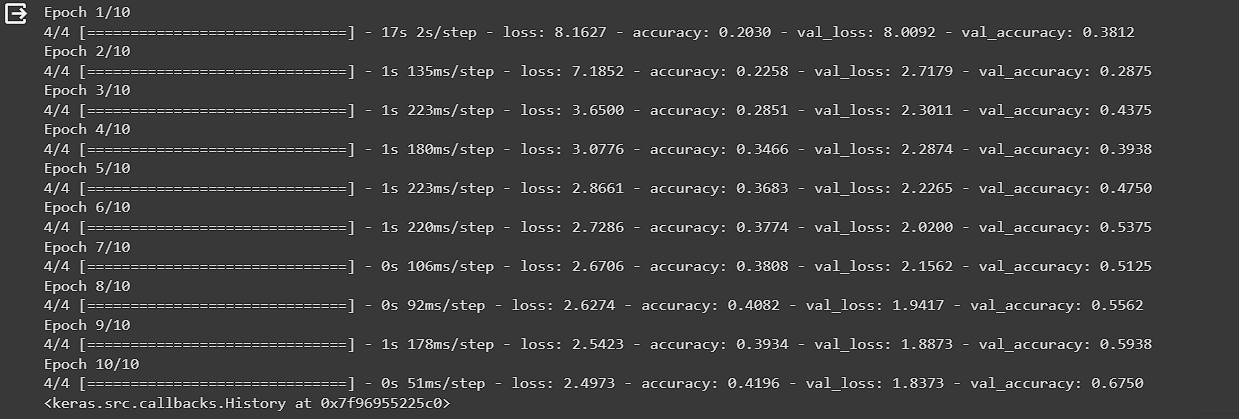 Epoch 1/10
4/4 [==============================] - 17s 2s/step - loss: 8.1627 - accuracy: 0.2030 - val_loss: 8.0092 - val_accuracy: 0.3812
Epoch 2/10
4/4 [==============================] - 1s 135ms/step - loss: 7.1852 - accuracy: 0.2258 - val_loss: 2.7179 - val_accuracy: 0.2875
Epoch 3/10
4/4 [==============================] - 1s 223ms/step - loss: 3.6500 - accuracy: 0.2851 - val_loss: 2.3011 - val_accuracy: 0.4375
Epoch 4/10
4/4 [==============================] - 1s 180ms/step - loss: 3.0776 - accuracy: 0.3466 - val_loss: 2.2874 - val_accuracy: 0.3938
Epoch 5/10
4/4 [==============================] - 1s 223ms/step - loss: 2.8661 - accuracy: 0.3683 - val_loss: 2.2265 - val_accuracy: 0.4750
Epoch 6/10
4/4 [==============================] - 1s 220ms/step - loss: 2.7286 - accuracy: 0.3774 - val_loss: 2.0200 - val_accuracy: 0.5375
Epoch 7/10
4/4 [==============================] - 0s 106ms/step - loss: 2.6706 - accuracy: 0.3808 - val_loss: 2.1562 - val_accuracy: 0.5125
Epoch 8/10
4/4 [==============================] - 0s 92ms/step - loss: 2.6274 - accuracy: 0.4082 - val_loss: 1.9417 - val_accuracy: 0.5562
Epoch 9/10
4/4 [==============================] - 1s 178ms/step - loss: 2.5423 - accuracy: 0.3934 - val_loss: 1.8873 - val_accuracy: 0.5938
Epoch 10/10
4/4 [==============================] - 0s 51ms/step - loss: 2.4973 - accuracy: 0.4196 - val_loss: 1.8373 - val_accuracy: 0.6750
<keras.src.callbacks.History at 0x7f96955225c0>